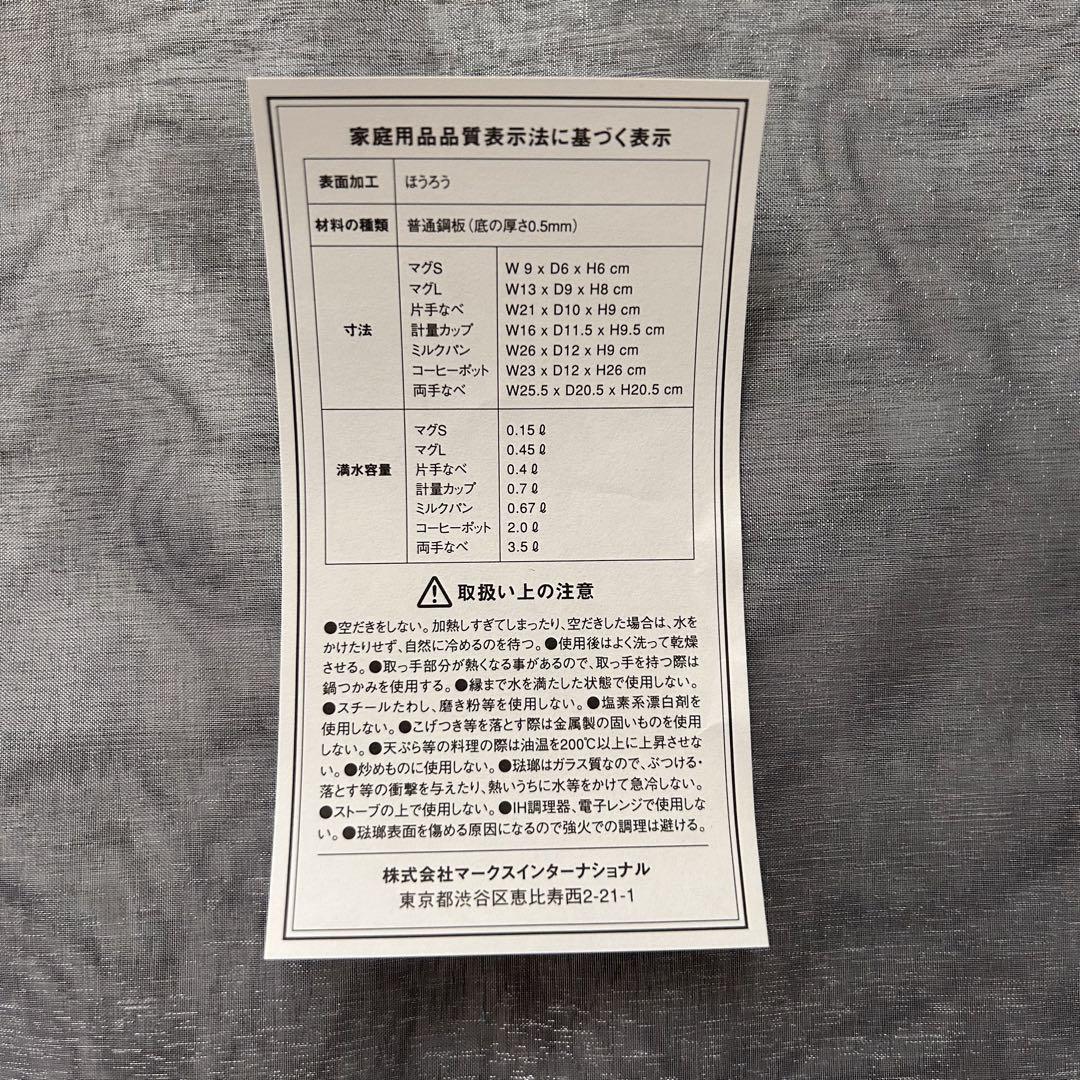 家庭用品品質表示法に基づく表示
表面加工 ほうろう
材料の種類 普通鋼板(底の厚さ0.5mm)
マグS W 9 x D6 x H6 cm
マグL W13 x D9 x H8 cm
片手なべ W21 x D10 x H9 cm
寸法 計量カップ W16 x D11.5 x H9.5 cm
ミルクパン W26 x D12 x H9 cm
コーヒーポット W23 x D12 x H26 cm
両手なべ W25.5 x D20.5 x H20.5 cm
マグS 0.15ℓ
マグL 0.45ℓ
満水容量 片手なべ 0.4ℓ
計量カップ 0.7ℓ
ミルクパン 0.67ℓ
コーヒーポット 2.0ℓ
両手なべ 3.5ℓ
取扱い上の注意
●空だきをしない。加熱しすぎてしまったり、空だきした場合は、水を
かけたりせず、自然に冷めるのを待つ。●使用後はよく洗って乾燥
させる。●取っ手部分が熱くなる事があるので、取っ手を持つ際は
鍋つかみを使用する。●縁まで水を満たした状態で使用しない。
●スチールたわし、磨き粉等を使用しない。●塩素系漂白剤を
使用しない。●こげつき等を落とす際は金属製の固いものを使用
しない。●天ぷら等の料理の際は油温を200℃以上に上昇させな
い。●炒めものに使用しない。●琺瑯はガラス質なので、ぶつける・
落とす等の衝撃を与えたり、熱いうちに水等をかけて急冷しない。
●ストーブの上で使用しない。●IH調理器、電子レンジで使用しな
い。●琺瑯表面を傷める原因になるので強火での調理は避ける。
株式会社マークスインターナショナル
東京都渋谷区恵比寿西2-21-1